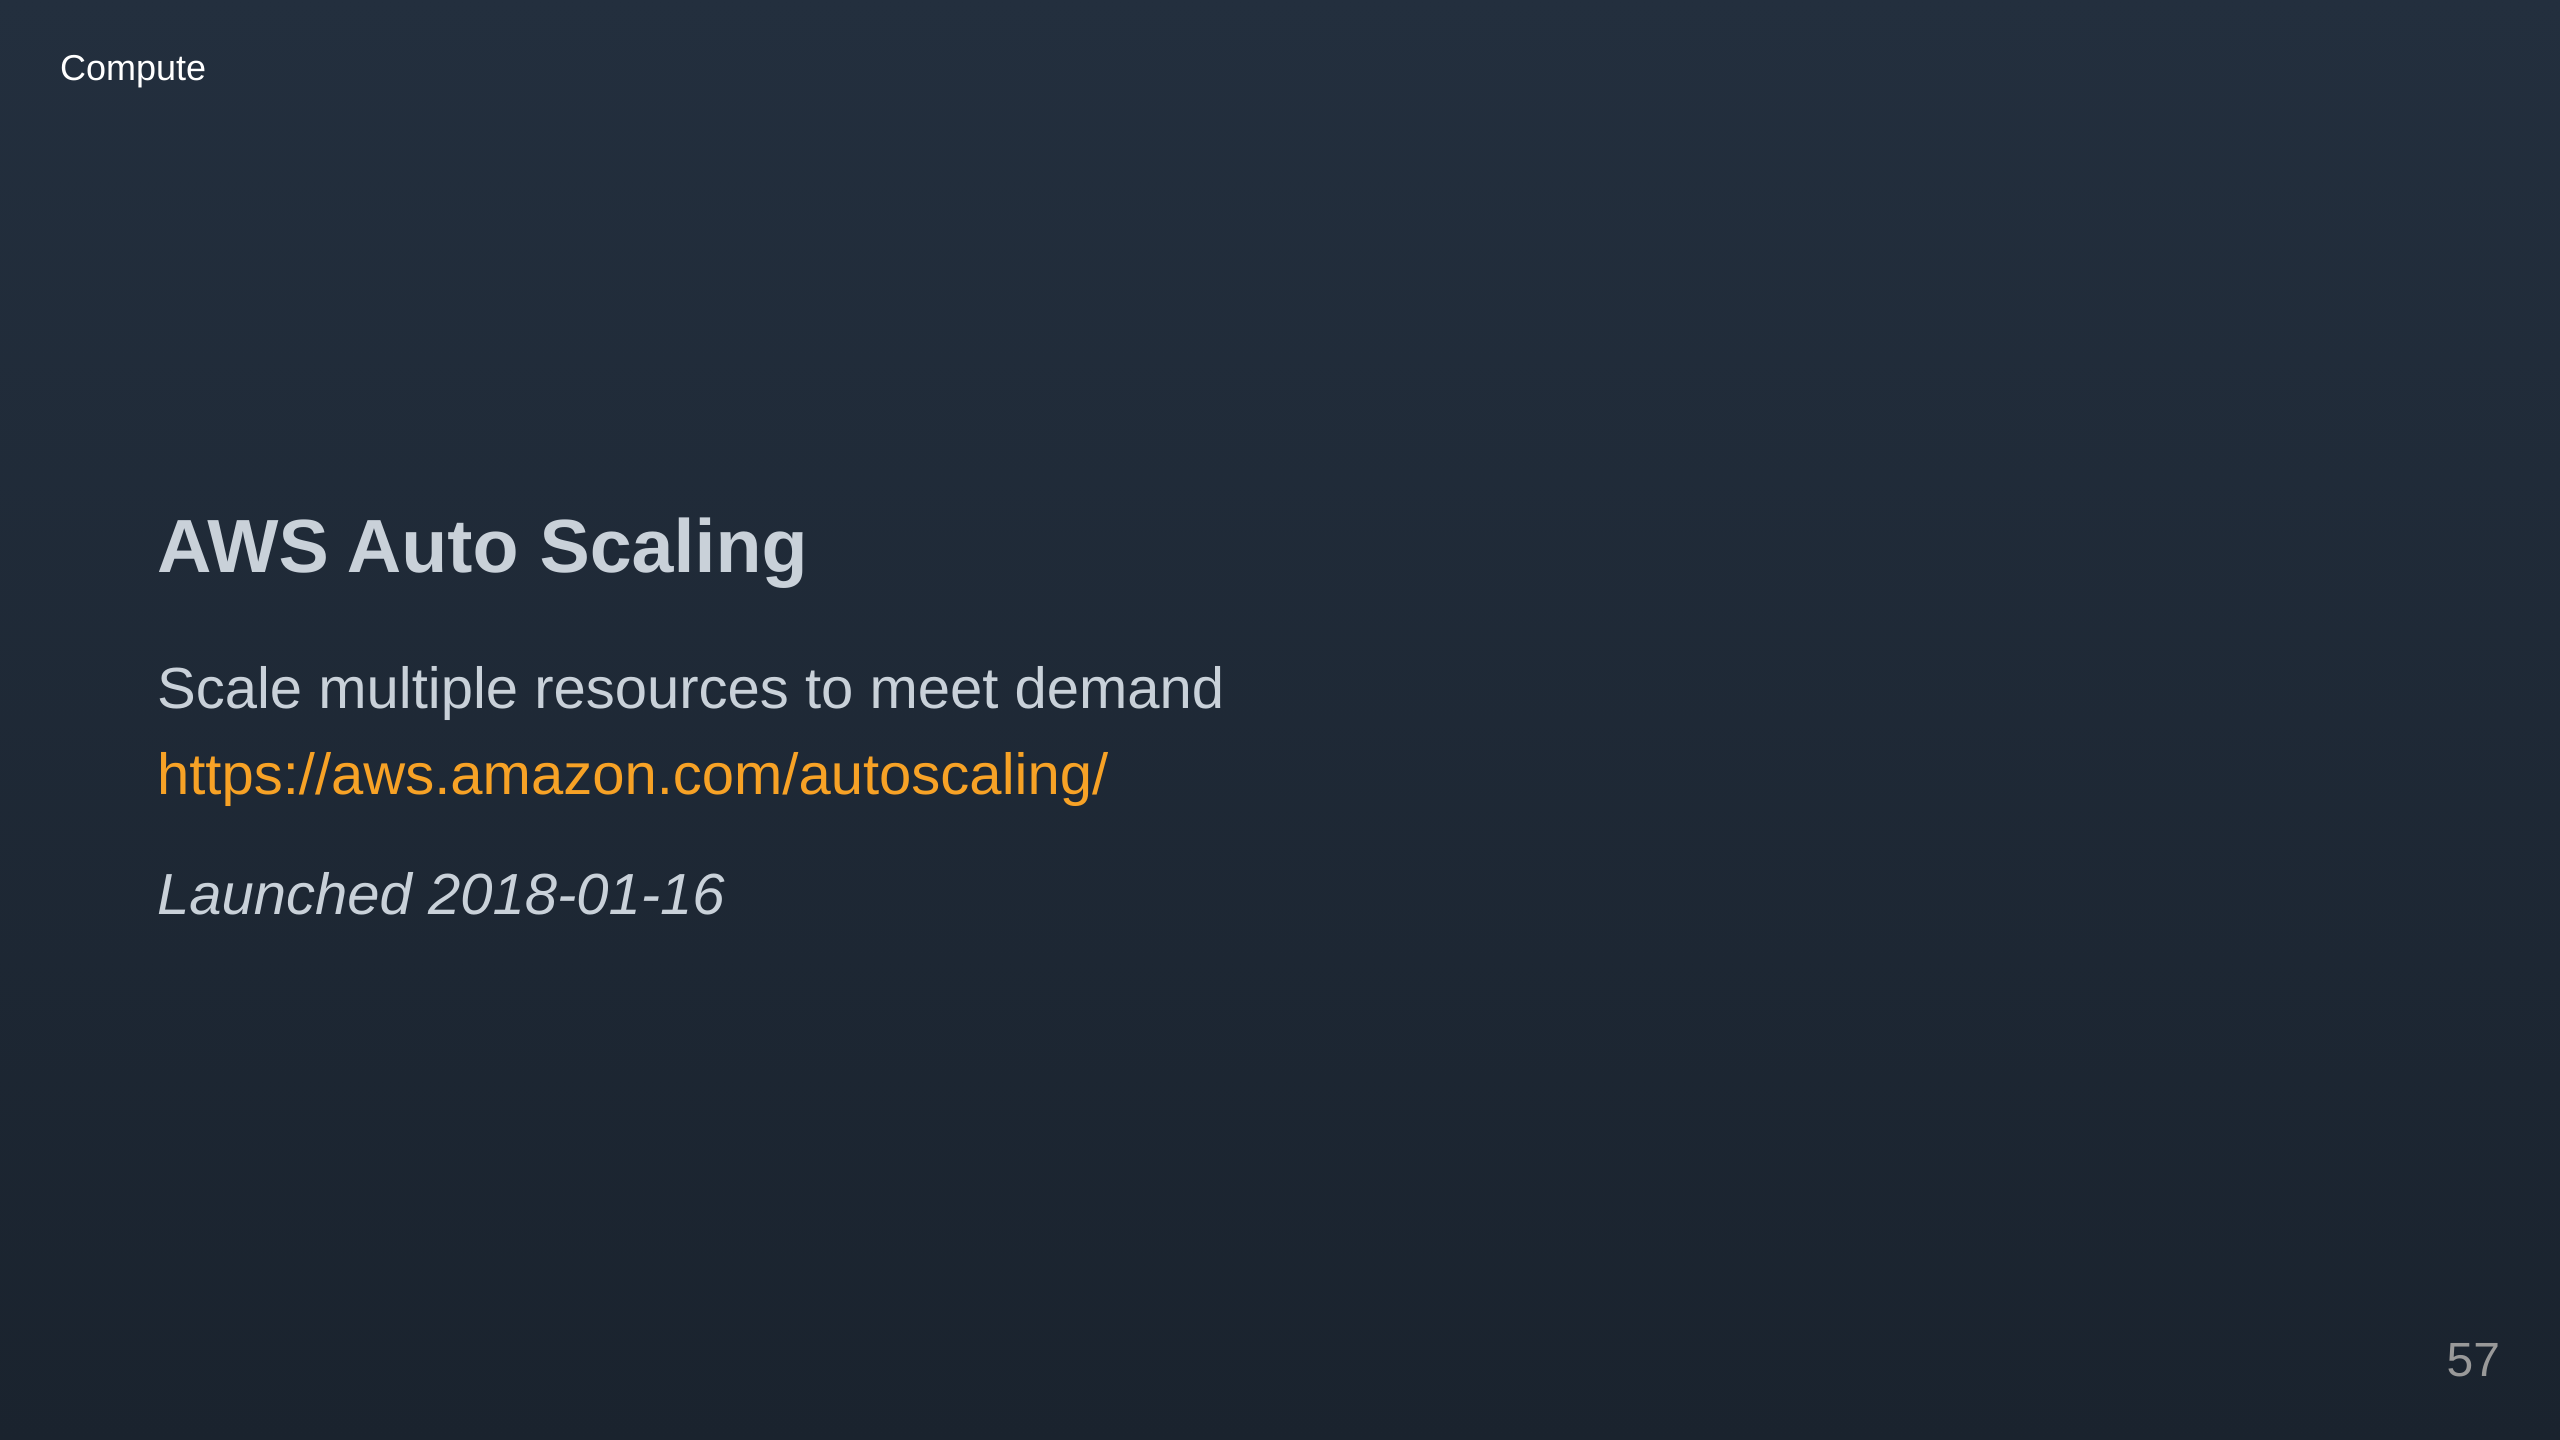 Compute
AWS Auto Scaling
Scale multiple resources to meet demand
https://aws.amazon.com/autoscaling/
Launched 2018-01-16
57